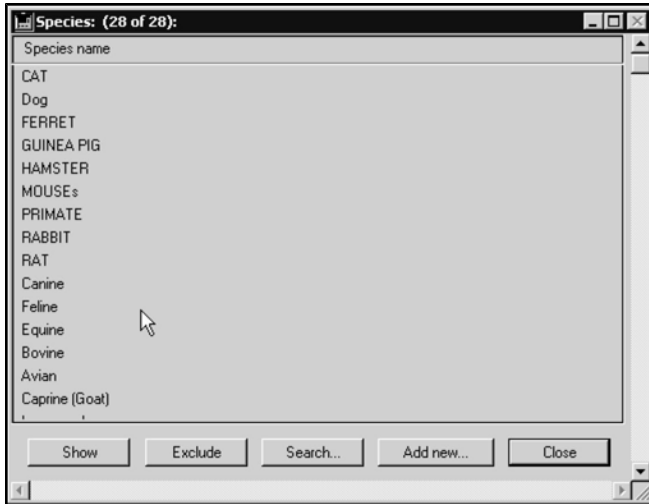 Species: (28 of 28):
Species name
CAT
Dog
FERRET
GUINEA PIG
HAMSTER
MOUSEs
PRIMATE
RABBIT
RAT
Canine
Feline
Equine
Bovine
Avian
Caprine (Goat)
Show Exclude Search... Add new... Close